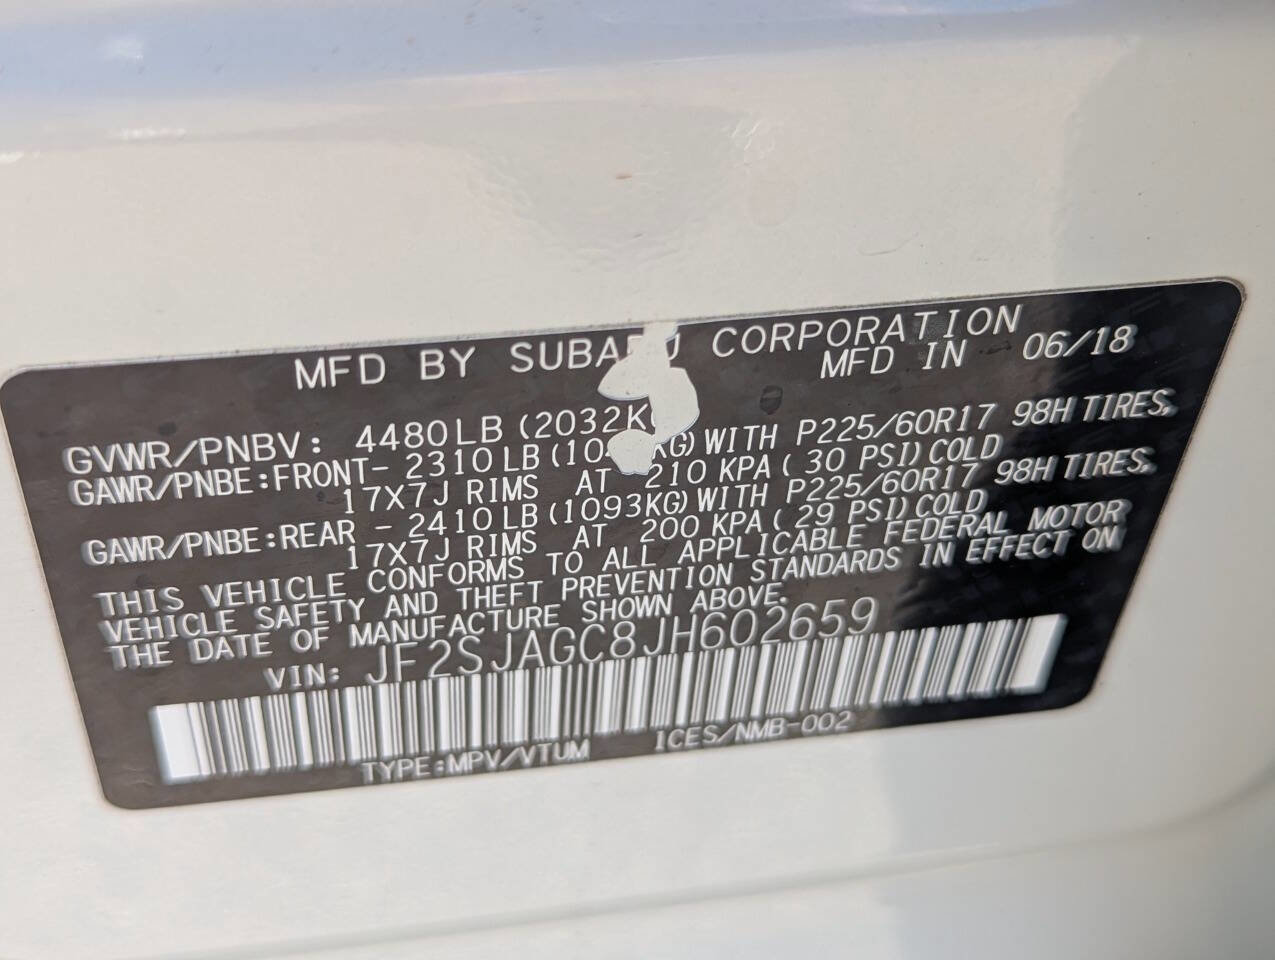 MFD BY CORPORATION
MFD IN 06/18
GVWR/PNBV: 4480LB (2032K
GAWR/PNBE:FRONT- 2310LB WITH P225/60R17 98H TIRES,
17X7J RIMS AT 210 KPA( 30 PSI)COLD
GAWR/PNBE:REAR - 2410LB(1093KG)WITH P225/60R17 98H TIRES,
17X7J RIMS AT 200 KPA( 29 PSI)COLD
THIS VEHICLE CONFORMS TO ALL APPLICABLE FEDERAL MOTOR
VEHICLE SAFETY AND THEFT PREVENTION STANDARDS IN EFFECT ON
THE DATE OF MANUFACTURE SHOWN ABOVE.
VIN: JF2SJAGC8JH602659
TYPE:MPV/VTUM ICES/NMB-002